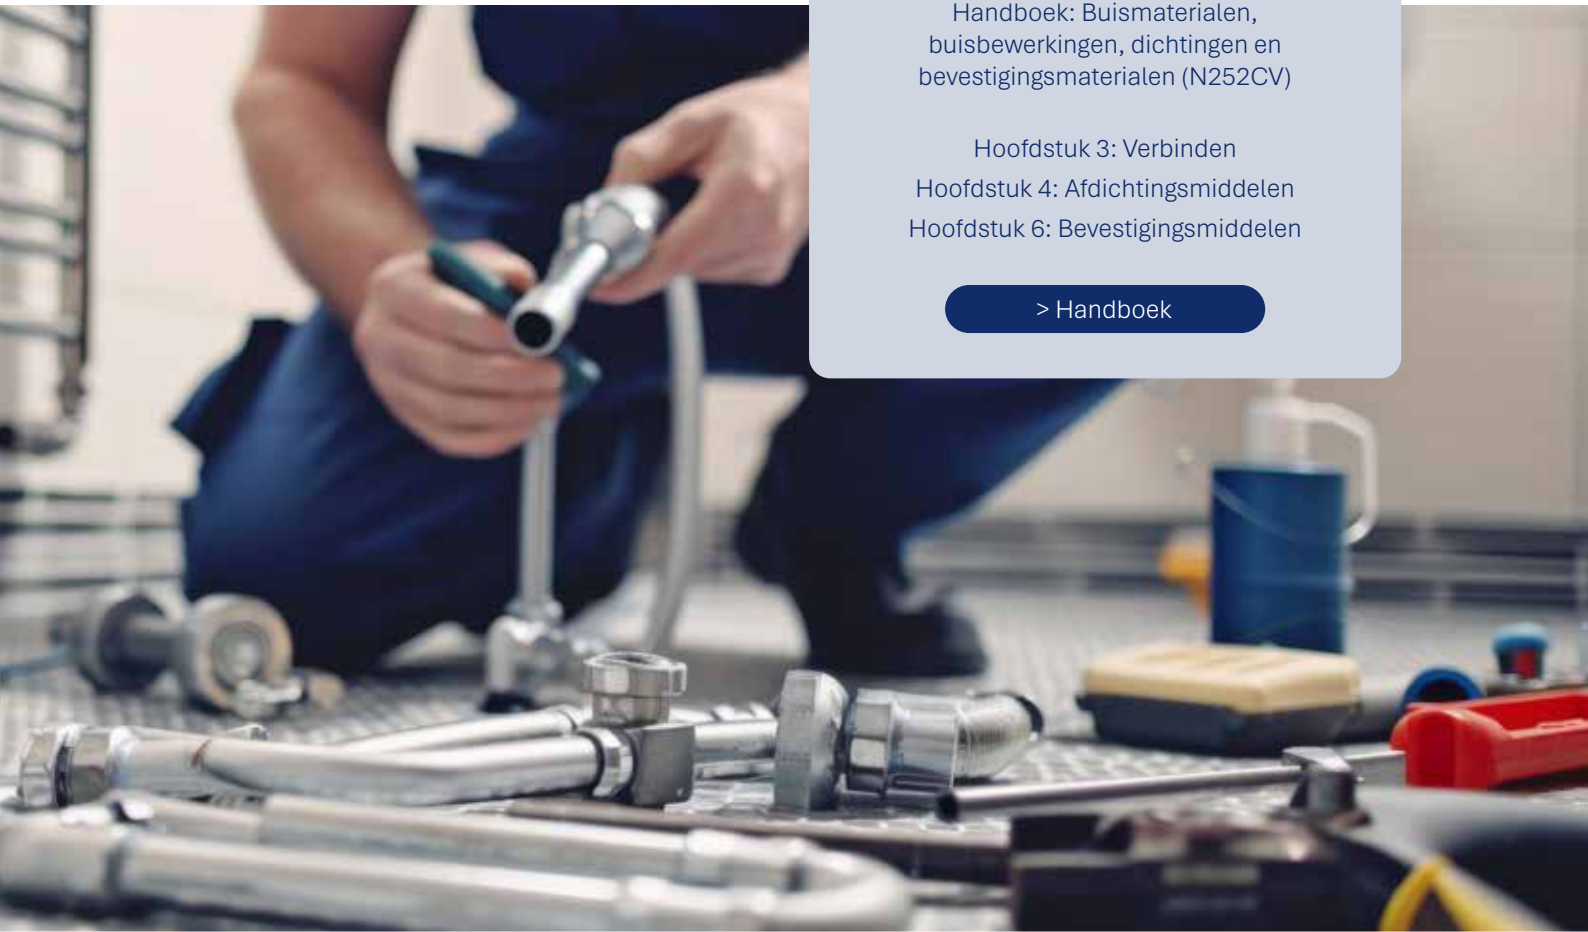 Handboek: Buismaterialen,
buisbewerkingen, dichtingen en
bevestigingsmaterialen (N252CV)
Hoofdstuk 3: Verbinden
Hoofdstuk 4: Afdichtingsmiddelen
Hoofdstuk 6: Bevestigingsmiddelen
> Handboek